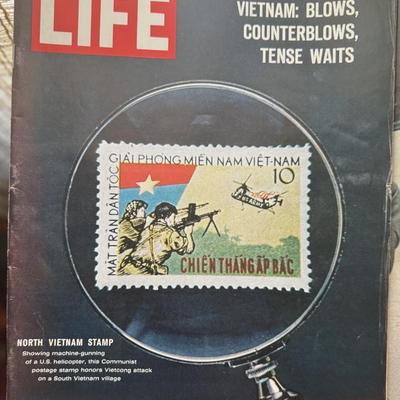 LIFE
VIETNAM: BLOWS,
COUNTERBLOWS,
TENSE WAITS
MẶT TRẬN DÂN TỘC GIẢI PHÓNG MIỀN NAM VIỆT-NAM
10
CHIẾN THẮNG ẤP BẮC
NORTH VIETNAM STAMP
Showing machine-gunning
of a U.S. helicopter, this Communist
postage stamp honors Vietcong attack
on a South Vietnam village